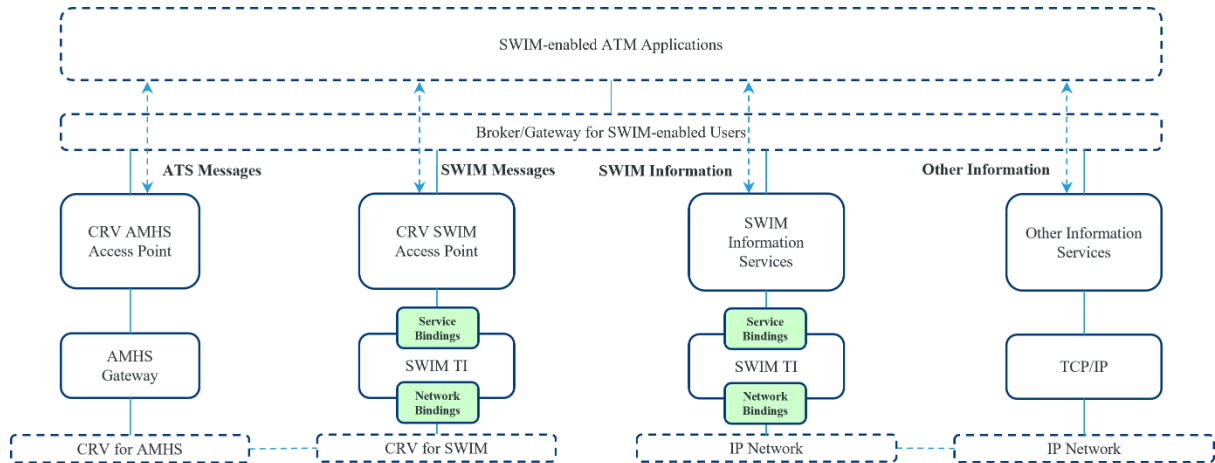 SWIM-enabled ATM Applications
Broker/Gateway for SWIM-enabled Users
ATS Messages
SWIM Messages
SWIM Information
Other Information
CRV AMHS
Access Point
CRV SWIM
Access Point
SWIM
Information
Services
Other Information
Services
Service
Bindings
Service
Bindings
AMHS
Gateway
SWIM TI
SWIM TI
TCP/IP
Network
Bindings
Network
Bindings
CRV for AMHS
CRV for SWIM
IP Network
IP Network